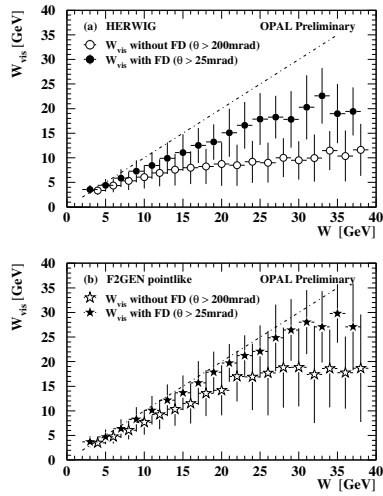 (a) HERWIG OPAL Preliminary
W_vis without FD (θ > 200mrad)
W_vis with FD (θ > 25mrad)
W_vis [GeV]
40
35
30
25
20
15
10
5
0
0 5 10 15 20 25 30 35 40
W [GeV]
(b) F2GEN pointlike OPAL Preliminary
W_vis without FD (θ > 200mrad)
W_vis with FD (θ > 25mrad)
W_vis [GeV]
40
35
30
25
20
15
10
5
0
0 5 10 15 20 25 30 35 40
W [GeV]